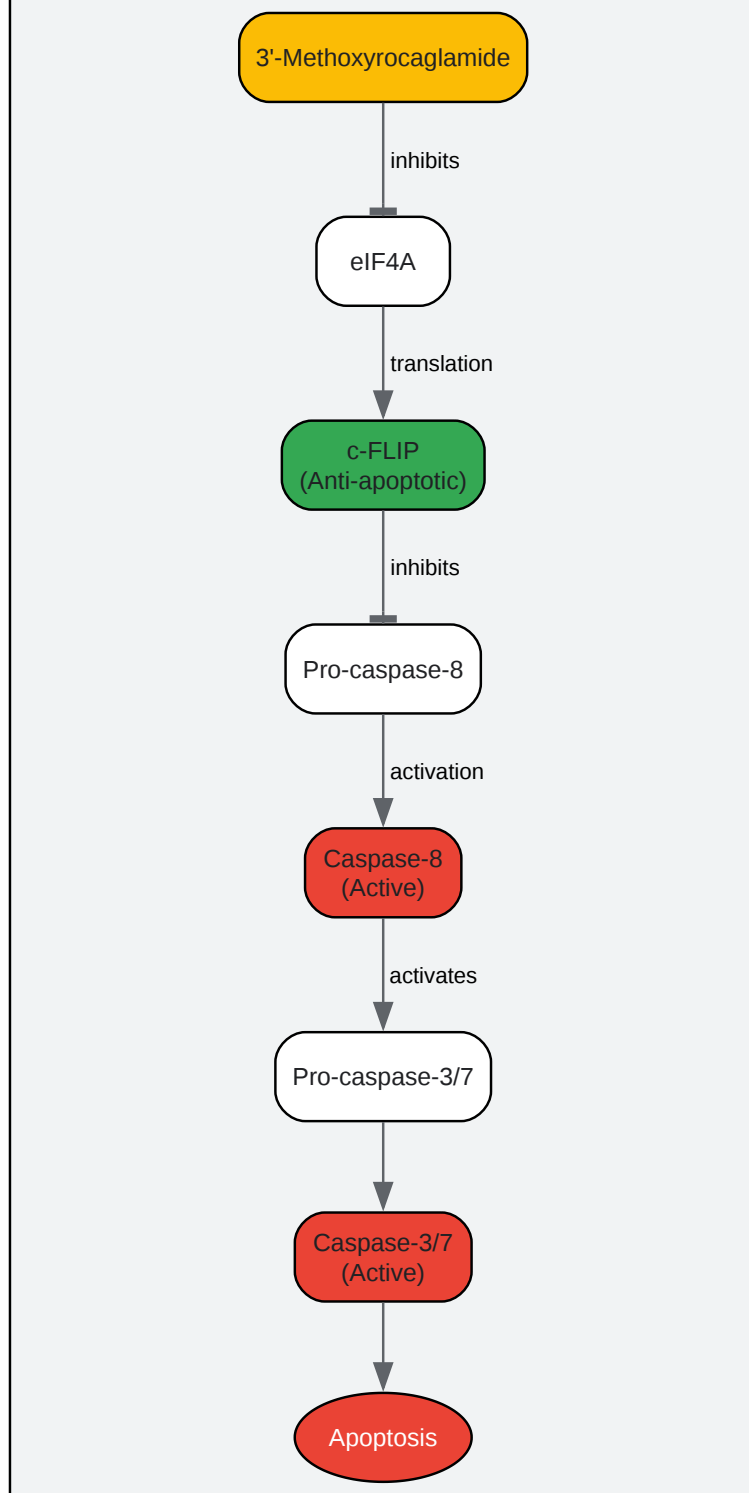 3'-Methoxyrocaglamide
inhibits
eIF4A
translation
c-FLIP
(Anti-apoptotic)
inhibits
Pro-caspase-8
activation
Caspase-8
(Active)
activates
Pro-caspase-3/7
Caspase-3/7
(Active)
Apoptosis